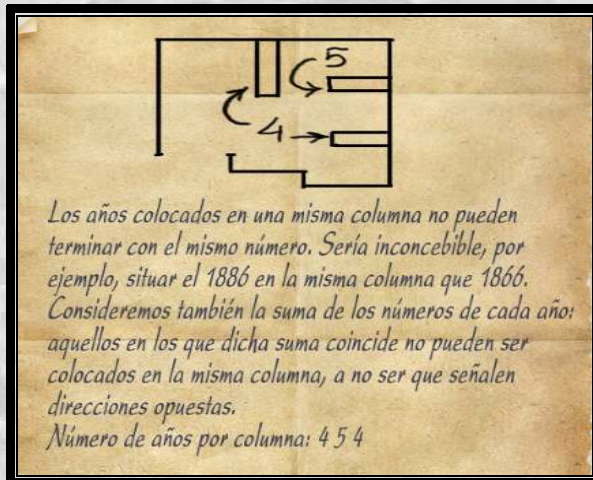 5
4
Los años colocados en una misma columna no pueden
terminar con el mismo número. Sería inconcebible, por
ejemplo, situar el 1886 en la misma columna que 1866.
Consideremos también la suma de los números de cada año:
aquellos en los que dicha suma coincide no pueden ser
colocados en la misma columna, a no ser que señalen
direcciones opuestas.
Número de años por columna: 4 5 4